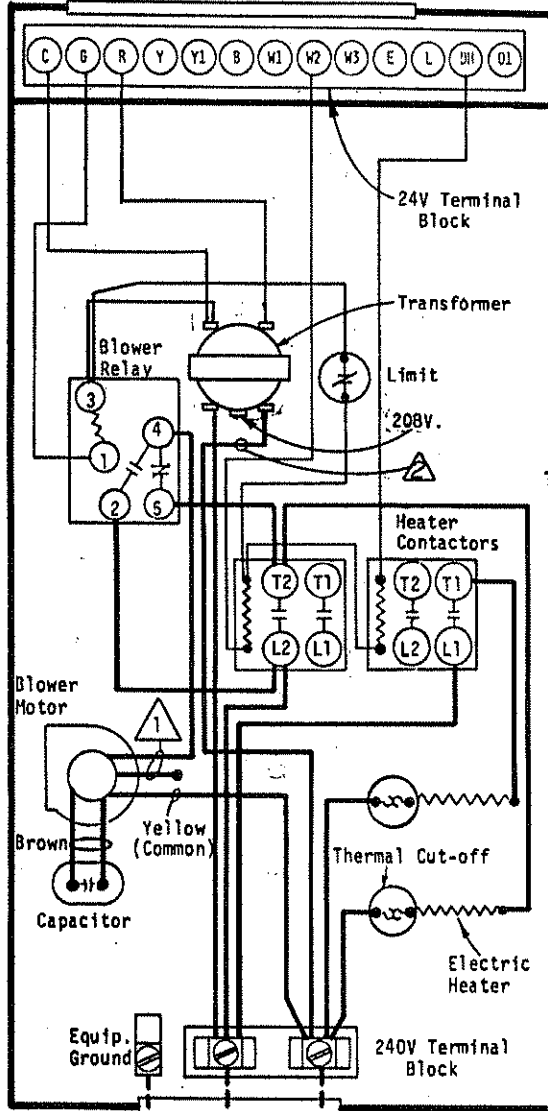 C G R Y Y1 B W1 W2 W3 E L DH O1
24V Terminal
Block
Transformer
Blower
Relay
Limit
3
4
208V.
1
2
2 5
Heater
Contactors
T2 T1 T2 T1
L2 L1 L2 L1
Blower
Motor
1
Yellow
(Common)
Brown
Thermal Cut-off
Capacitor
Electric
Heater
Equip.
Ground
240V Terminal
Block